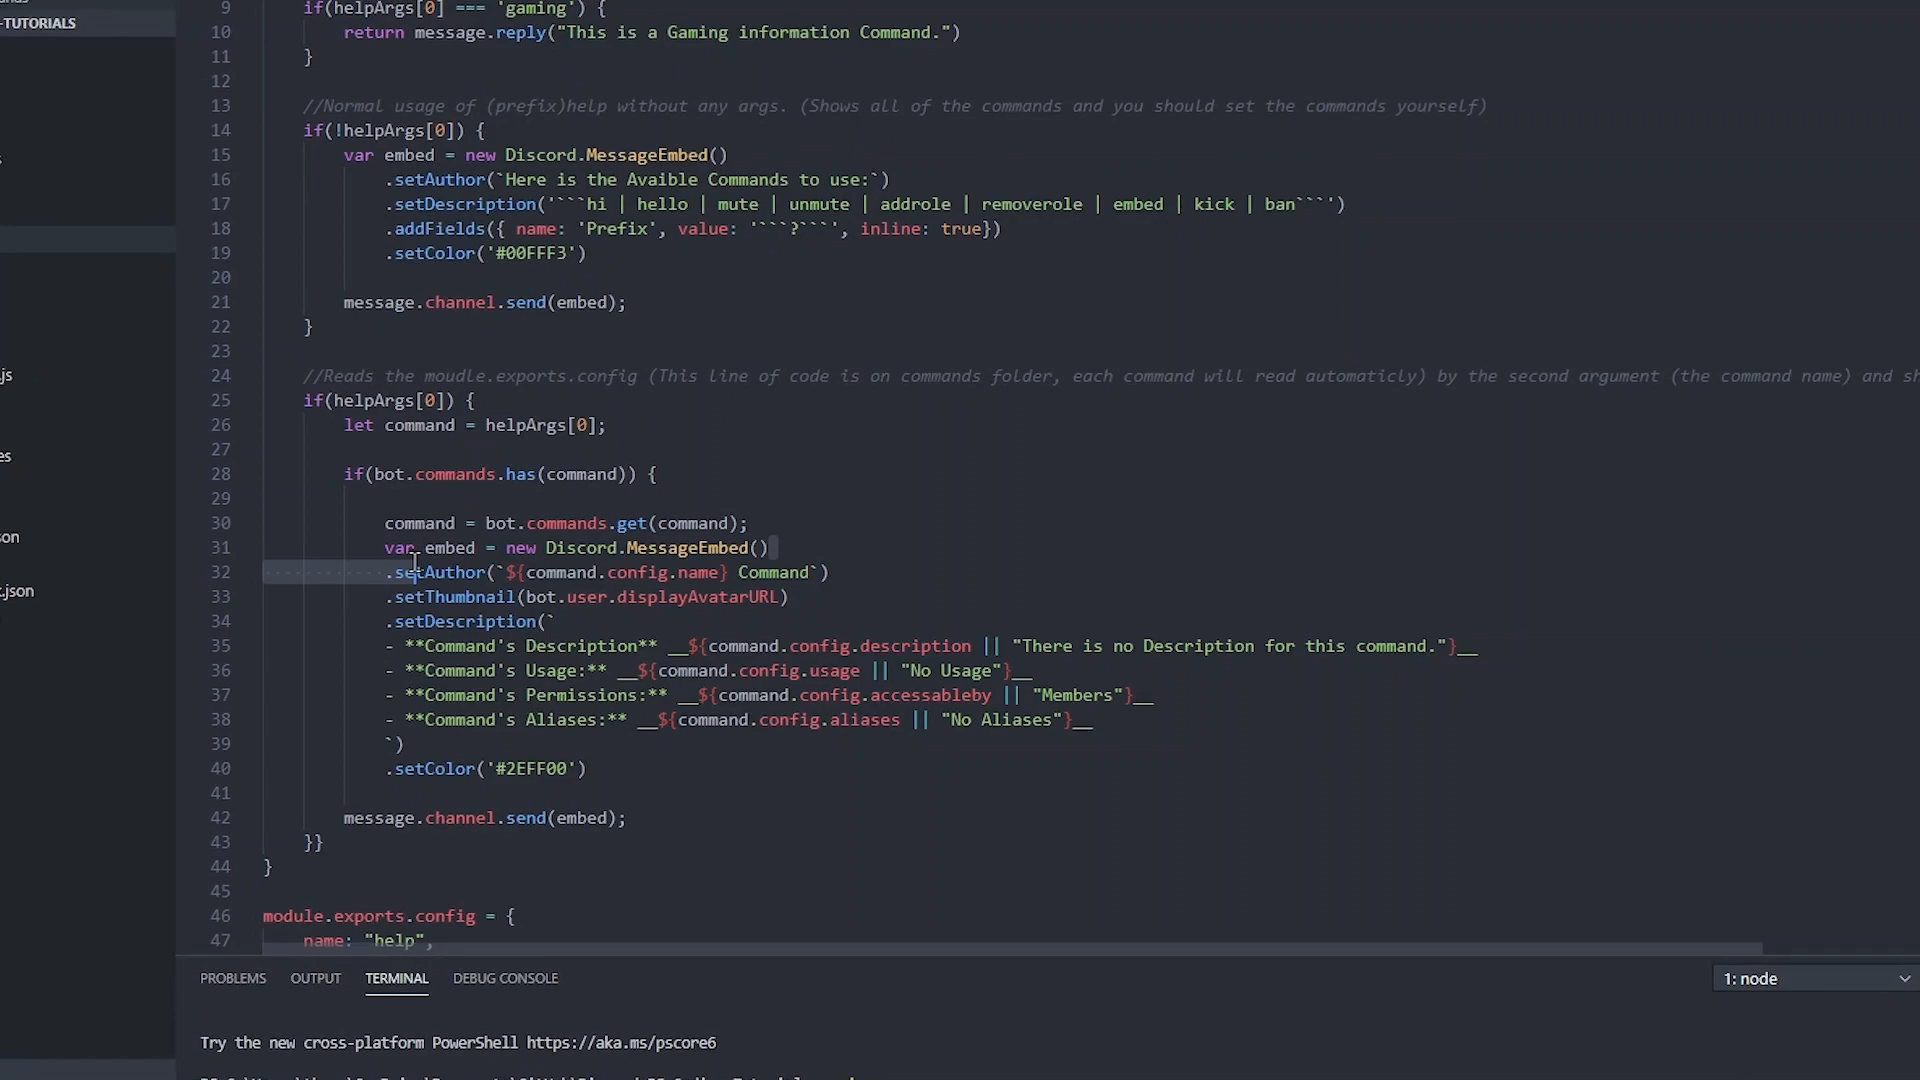 -TUTORIALS
9 if(helpArgs[0] === 'gaming') {
10 return message.reply("This is a Gaming information Command.")
11 }
12
13 //Normal usage of (prefix)help without any args. (Shows all of the commands and you should set the commands yourself)
14 if(!helpArgs[0]) {
15 var embed = new Discord.MessageEmbed()
16 .setAuthor(`Here is the Avaible Commands to use:`)
17 .setDescription('```hi | hello | mute | unmute | addrole | removerole | embed | kick | ban```')
18 .addFields({ name: 'Prefix', value: '```?```', inline: true})
19 .setColor('#00FFF3')
20
21 message.channel.send(embed);
22 }
23
24 //Reads the moudle.exports.config (This line of code is on commands folder, each command will read automaticly) by the second argument (the command name) and sh
25 if(helpArgs[0]) {
26 let command = helpArgs[0];
27
28 if(bot.commands.has(command)) {
29
30 command = bot.commands.get(command);
31 var embed = new Discord.MessageEmbed()
32 .setAuthor(`${command.config.name} Command`)
33 .setThumbnail(bot.user.displayAvatarURL)
34 .setDescription(`
35 - **Command's Description** __${command.config.description || "There is no Description for this command."}__
36 - **Command's Usage:** __${command.config.usage || "No Usage"}__
37 - **Command's Permissions:** __${command.config.accessableby || "Members"}__
38 - **Command's Aliases:** __${command.config.aliases || "No Aliases"}__
39 `)
40 .setColor('#2EFF00')
41
42 message.channel.send(embed);
43 }}
44 }
45
46 module.exports.config = {
47 name: "help",
js
es
on
.json
PROBLEMS OUTPUT TERMINAL DEBUG CONSOLE 1: node
Try the new cross-platform PowerShell https://aka.ms/pscore6